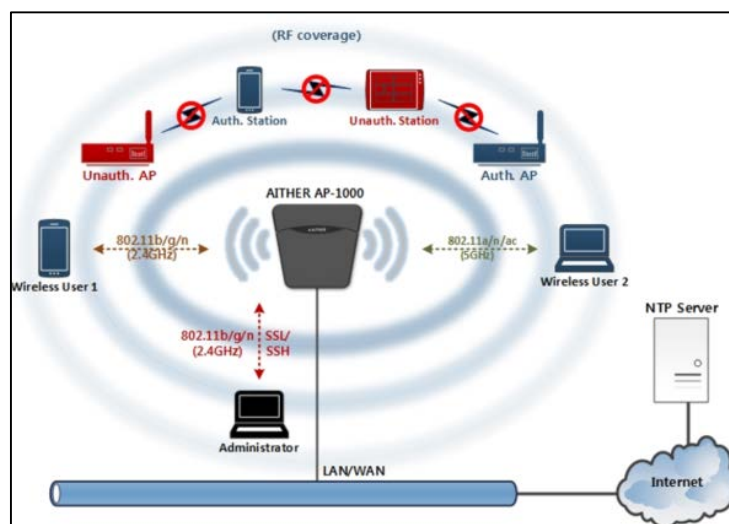 (RF coverage)
Auth. Station
Unauth. Station
Unauth. AP
Auth. AP
AITHER AP-1000
802.11b/g/n
(2.4GHz)
802.11a/n/ac
(5GHz)
Wireless User 1
Wireless User 2
NTP Server
802.11b/g/n
(2.4GHz)
SSL/
SSH
Administrator
LAN/WAN
Internet